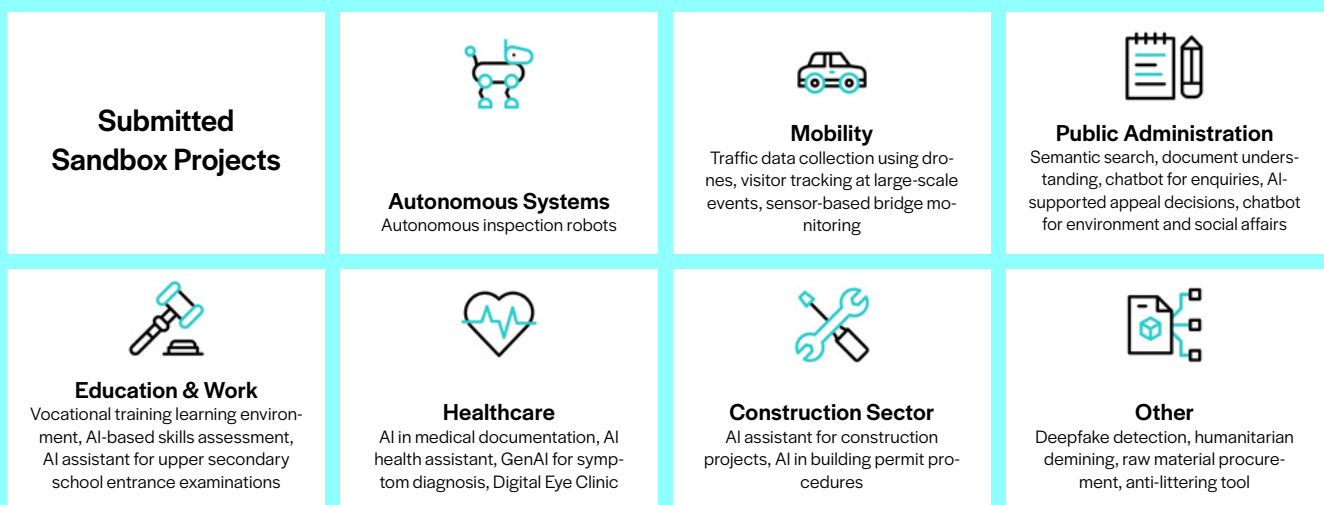 Submitted
Sandbox Projects
Autonomous Systems
Autonomous inspection robots
Mobility
Traffic data collection using dro-
nes, visitor tracking at large-scale
events, sensor-based bridge mo-
nitoring
Public Administration
Semantic search, document unders-
tanding, chatbot for enquiries, AI-
supported appeal decisions, chatbot
for environment and social affairs
Education & Work
Vocational training learning environ-
ment, AI-based skills assessment,
AI assistant for upper secondary
school entrance examinations
Healthcare
AI in medical documentation, AI
health assistant, GenAI for symp-
tom diagnosis, Digital Eye Clinic
Construction Sector
AI assistant for construction
projects, AI in building permit pro-
cedures
Other
Deepfake detection, humanitarian
demining, raw material procure-
ment, anti-littering tool